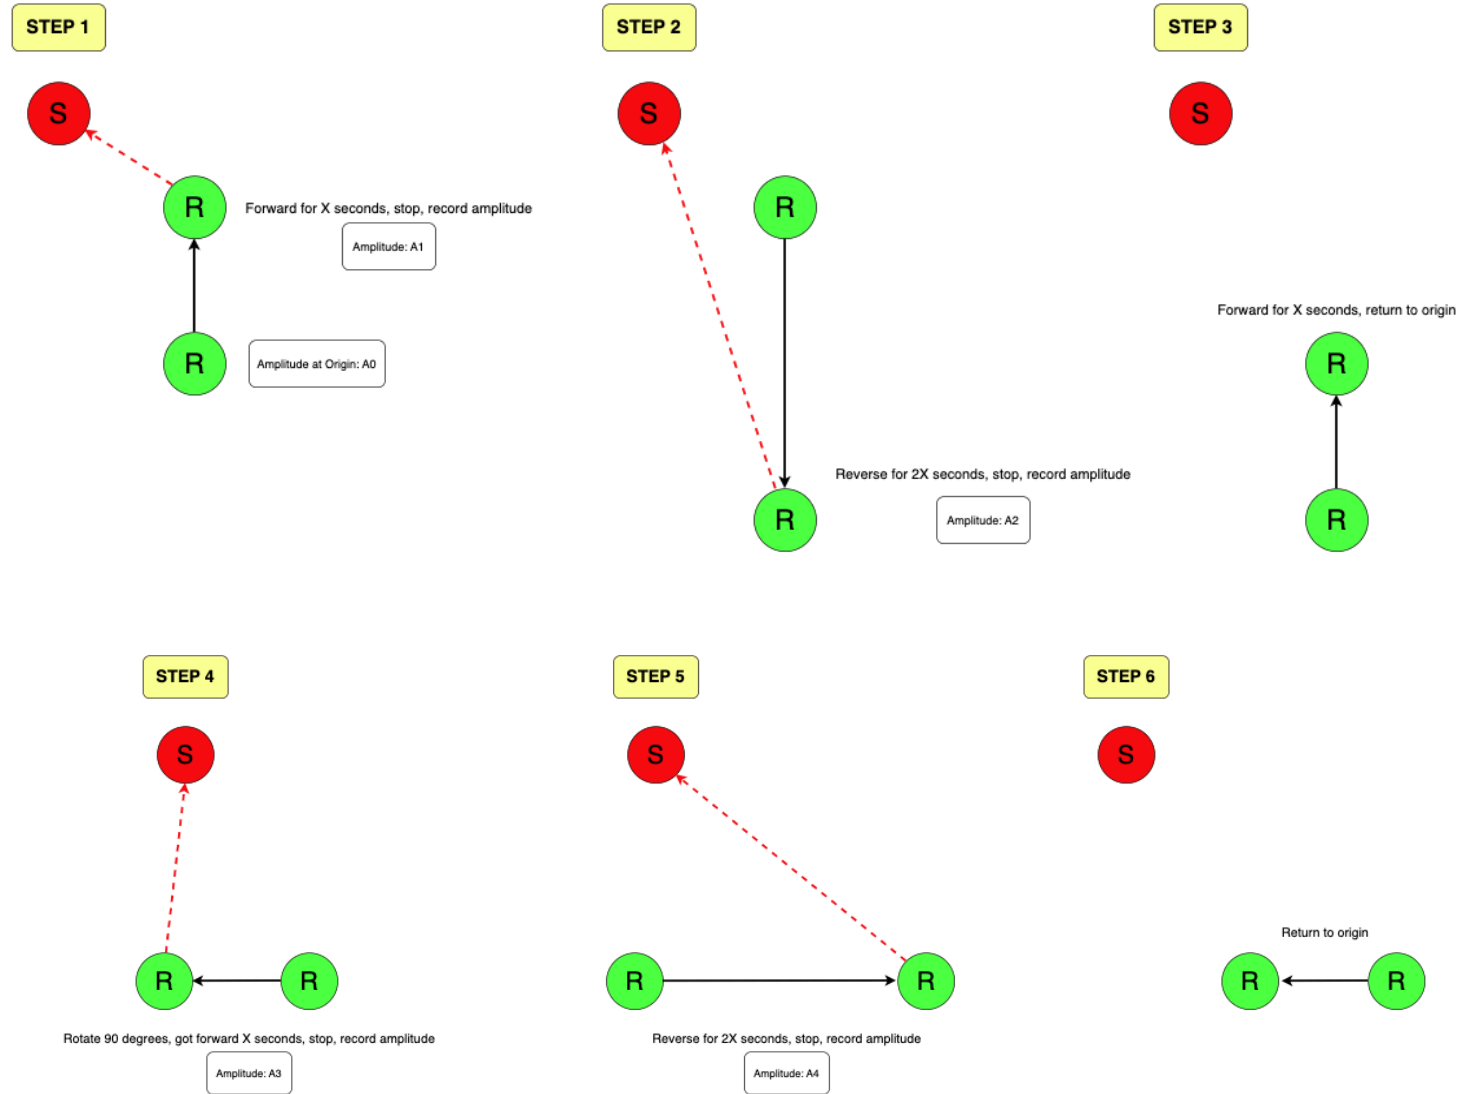 STEP 1
STEP 2
STEP 3
S
S
S
R
Forward for X seconds, stop, record amplitude
R
Amplitude: A1
Forward for X seconds, return to origin
R
Amplitude at Origin: A0
R
Reverse for 2X seconds, stop, record amplitude
R
Amplitude: A2
R
STEP 4
STEP 5
STEP 6
S
S
S
Return to origin
R
R
R
R
R
R
Rotate 90 degrees, got forward X seconds, stop, record amplitude
Reverse for 2X seconds, stop, record amplitude
Amplitude: A3
Amplitude: A4